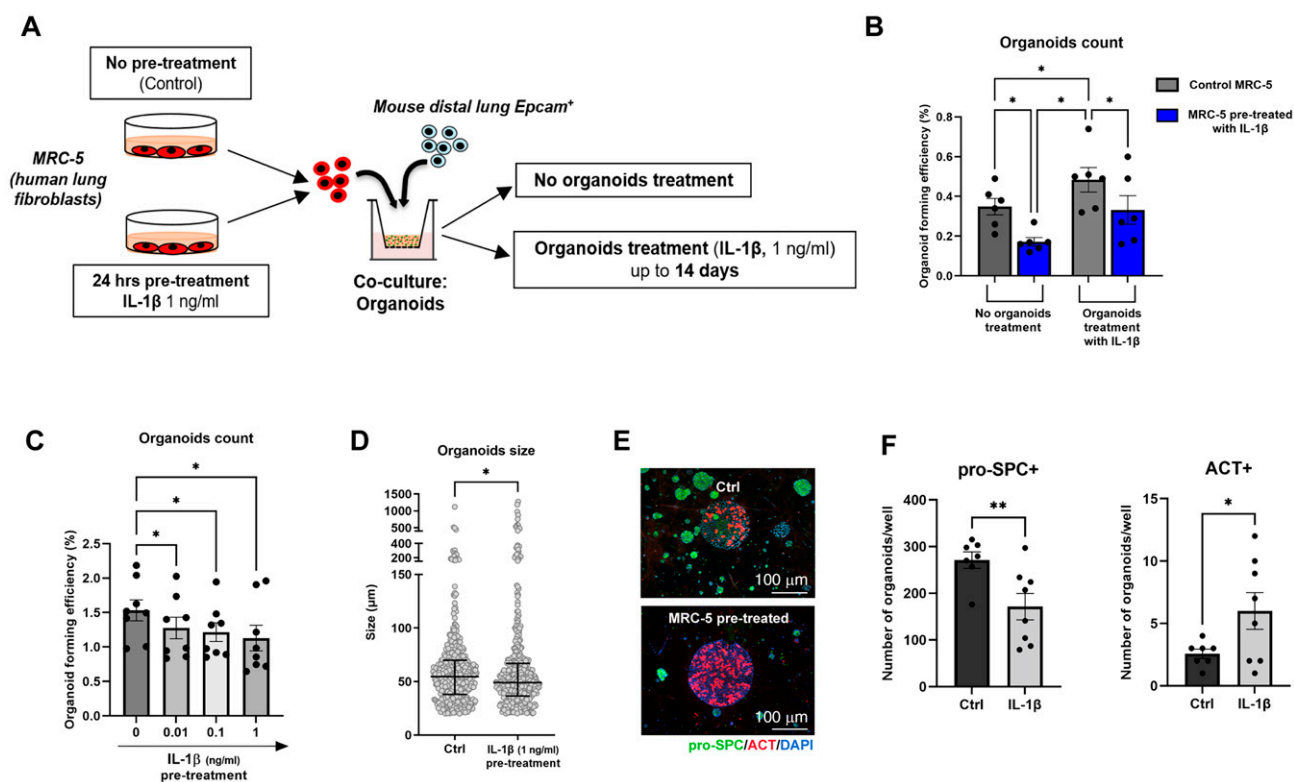 A
No pre-treatment
(Control)
MRC-5
(human lung
fibroblasts)
24 hrs pre-treatment
IL-1β 1 ng/ml
Mouse distal lung Epcam⁺
Co-culture:
Organoids
No organoids treatment
Organoids treatment (IL-1β, 1 ng/ml)
up to 14 days
B
Organoids count
Control MRC-5
MRC-5 pre-treated
with IL-1β
Organoid forming efficiency (%)
0.8
0.6
0.4
0.2
0.0
*
*
*
*
No organoids
treatment
Organoids
treatment
with IL-1β
C
Organoids count
Organoid forming efficiency (%)
2.5
2.0
1.5
1.0
0.5
0.0
*
*
*
0 0.01 0.1 1
IL-1β (ng/ml)
pre-treatment
D
Organoids size
*
Size (µm)
1500
1000
500
400
200
150
100
50
0
Ctrl
IL-1β (1 ng/ml)
pre-treatment
E
Ctrl
100 µm
MRC-5 pre-treated
100 µm
pro-SPC/ACT/DAPI
F
pro-SPC+
Number of organoids/well
400
300
200
100
0
**
Ctrl IL-1β
ACT+
Number of organoids/well
15
10
5
0
*
Ctrl IL-1β